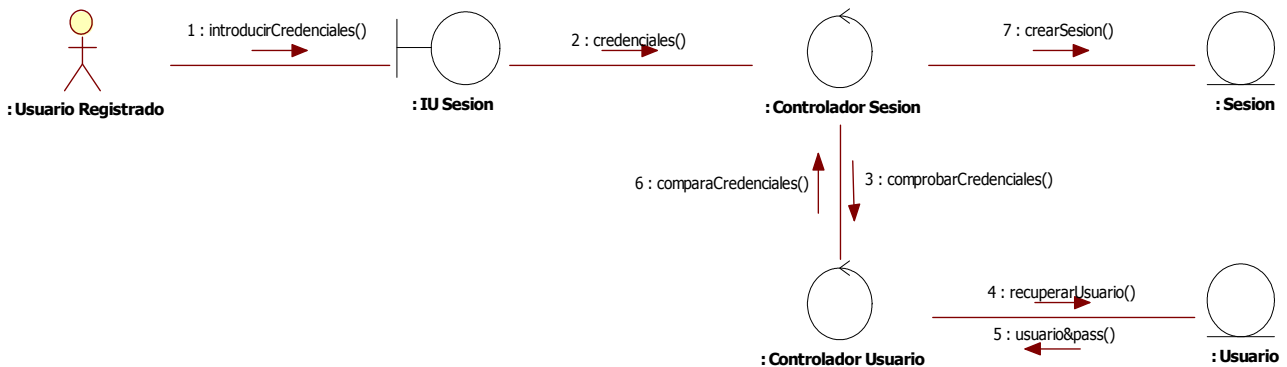 1 : introducirCredenciales()
2 : credenciales()
7 : crearSesion()
: Usuario Registrado
: IU Sesion
: Controlador Sesion
: Sesion
6 : comparaCredenciales()
3 : comprobarCredenciales()
4 : recuperarUsuario()
5 : usuario&pass()
: Controlador Usuario
: Usuario